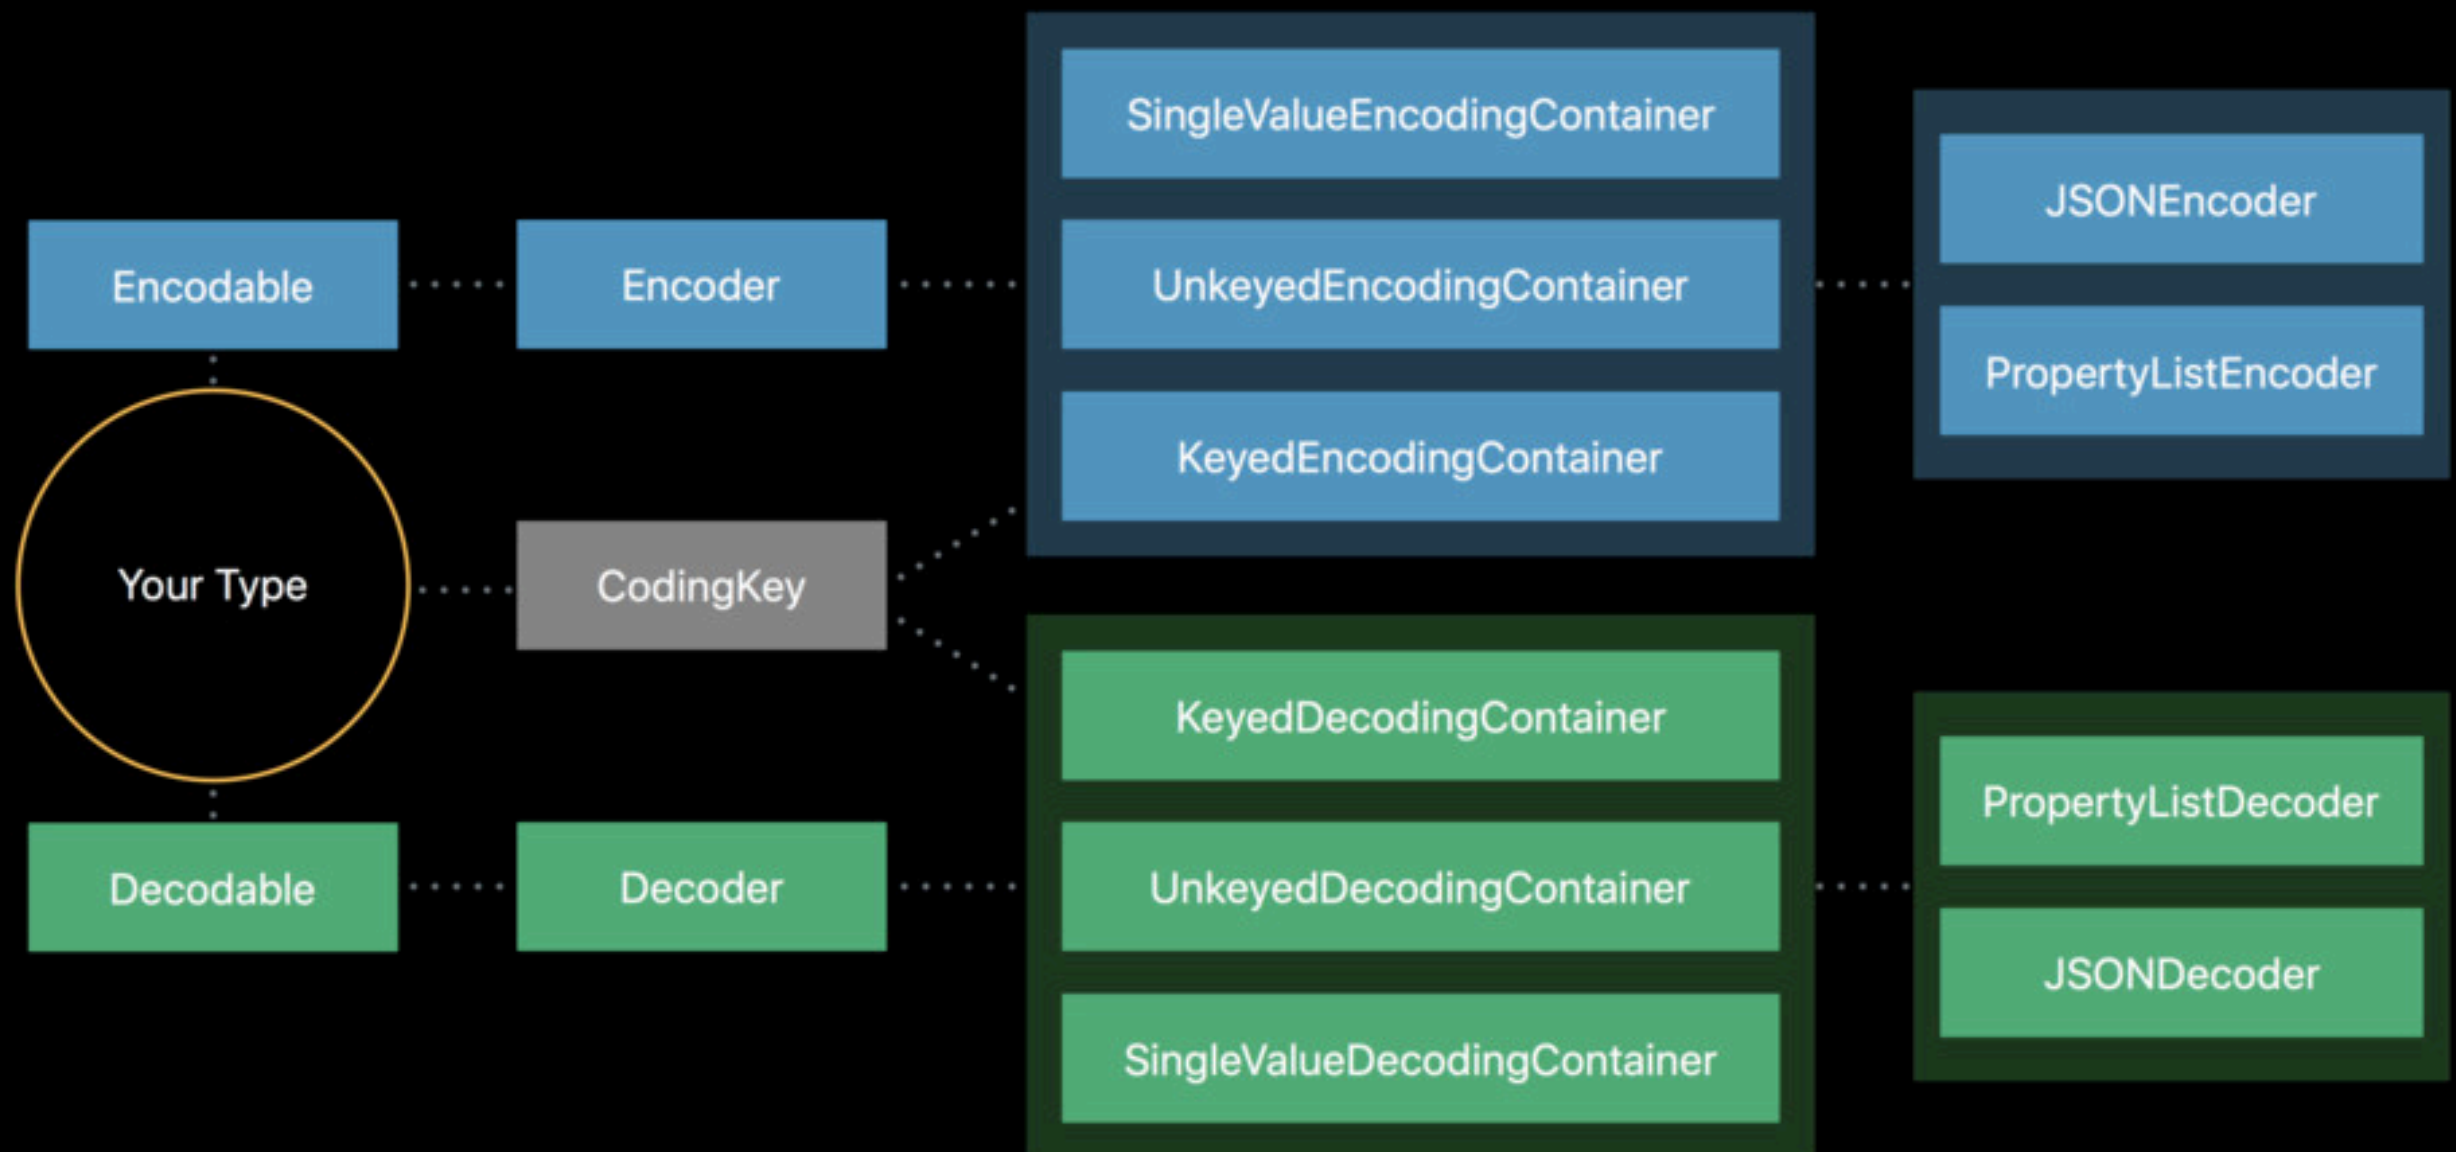 SingleValueEncodingContainer
JSONEncoder
Encodable
Encoder
UnkeyedEncodingContainer
PropertyListEncoder
KeyedEncodingContainer
Your Type
CodingKey
KeyedDecodingContainer
PropertyListDecoder
Decodable
Decoder
UnkeyedDecodingContainer
JSONDecoder
SingleValueDecodingContainer